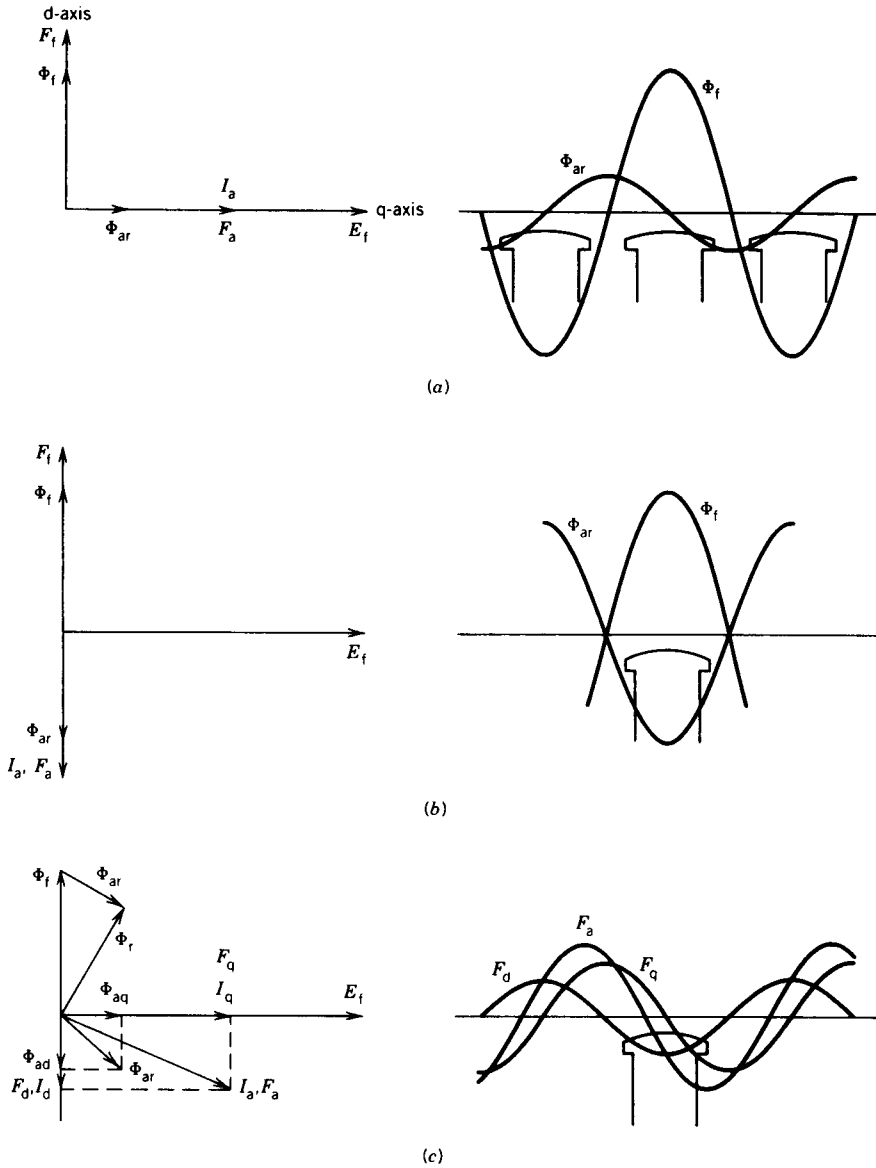 d-axis
F_f
Φ_f
Φ_f
Φ_ar
I_a
q-axis
Φ_ar
F_a
E_f
(a)
F_f
Φ_f
Φ_ar
Φ_f
E_f
Φ_ar
I_a, F_a
(b)
Φ_f
Φ_ar
Φ_r
F_a
F_q
F_d
F_q
Φ_aq
I_q
E_f
Φ_ad
Φ_ar
F_d, I_d
I_a, F_a
(c)